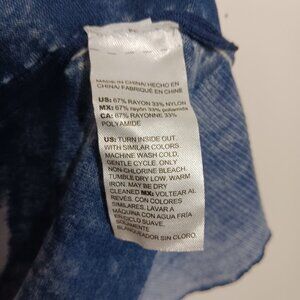 MADE IN CHINA/ HECHO EN
CHINA/ FABRIQUÉ EN CHINE
US: 67% RAYON 33% NYLON
MX: 67% rayón 33% poliamida
CA: 67% RAYONNE 33%
POLYAMIDE
US: TURN INSIDE OUT.
WITH SIMILAR COLORS.
MACHINE WASH COLD,
GENTLE CYCLE. ONLY
NON-CHLORINE BLEACH.
TUMBLE DRY LOW. WARM
IRON. MAY BE DRY
CLEANED MX: VOLTEAR AL
REVÉS. CON COLORES
SIMILARES. LAVAR A
MÁQUINA CON AGUA FRÍA
EN CICLO SUAVE.
SOLAMENTE
BLANQUEADOR SIN CLORO.